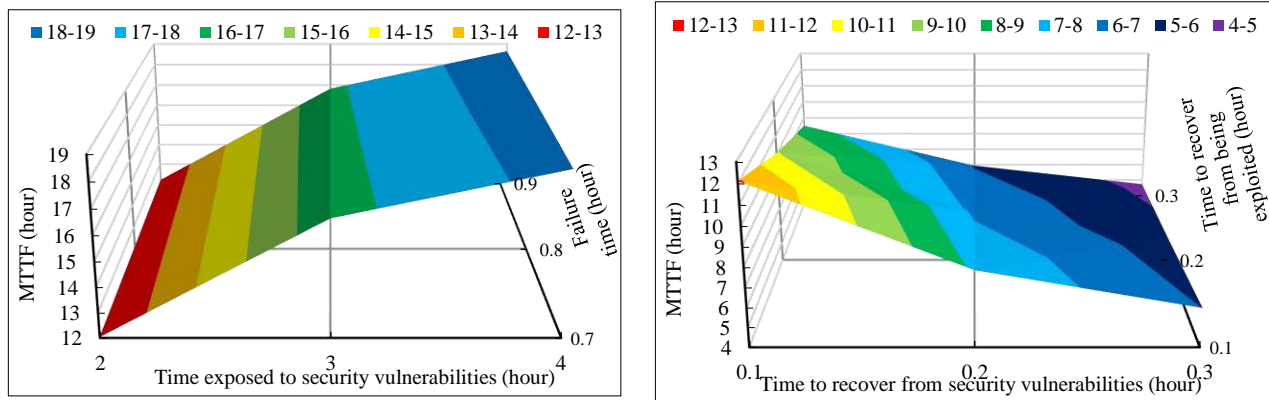 18-19 17-18 16-17 15-16 14-15 13-14 12-13
19
18
17
16
15
14
13
12
MTTF (hour)
2 3 4
Time exposed to security vulnerabilities (hour)
0.9
0.8
0.7
Failure
time (hour)
12-13 11-12 10-11 9-10 8-9 7-8 6-7 5-6 4-5
13
12
11
10
9
8
7
6
5
4
MTTF (hour)
0.1 0.2 0.3
Time to recover from security vulnerabilities (hour)
0.3
0.2
0.1
Time to recover
from being
exploited (hour)